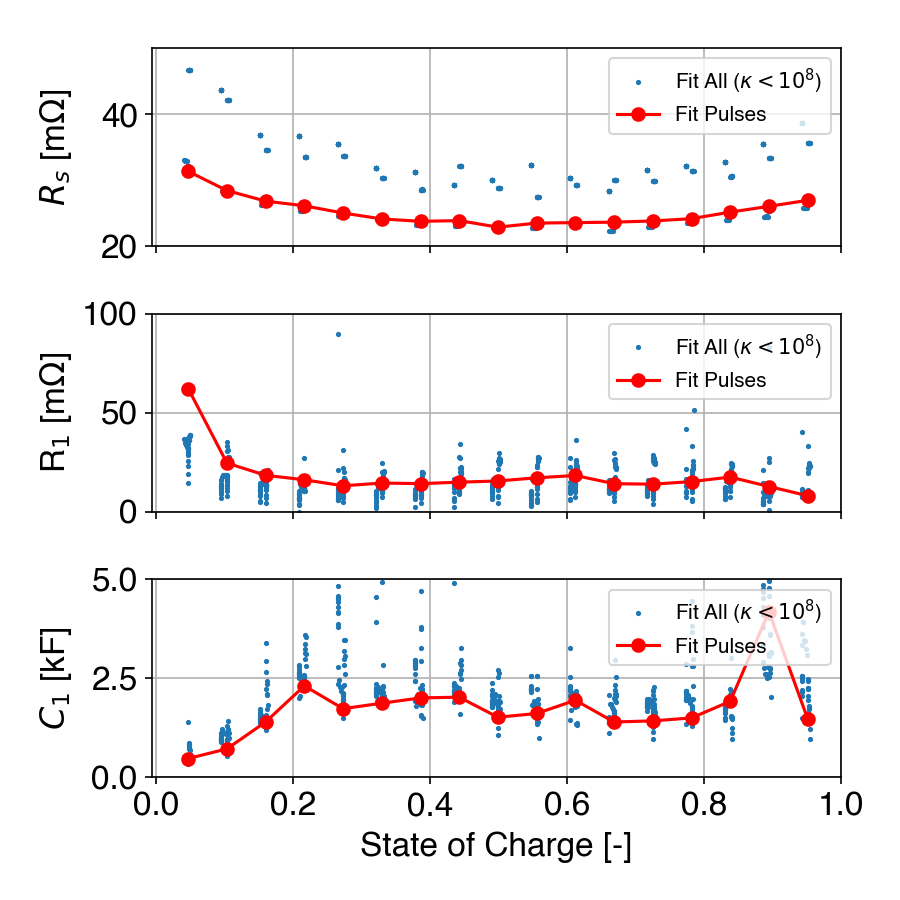 40
20
R_s [mΩ]
Fit All (κ < 10^8)
Fit Pulses
100
50
0
R_1 [mΩ]
Fit All (κ < 10^8)
Fit Pulses
5.0
2.5
0.0
C_1 [kF]
Fit All (κ < 10^8)
Fit Pulses
0.0 0.2 0.4 0.6 0.8 1.0
State of Charge [-]